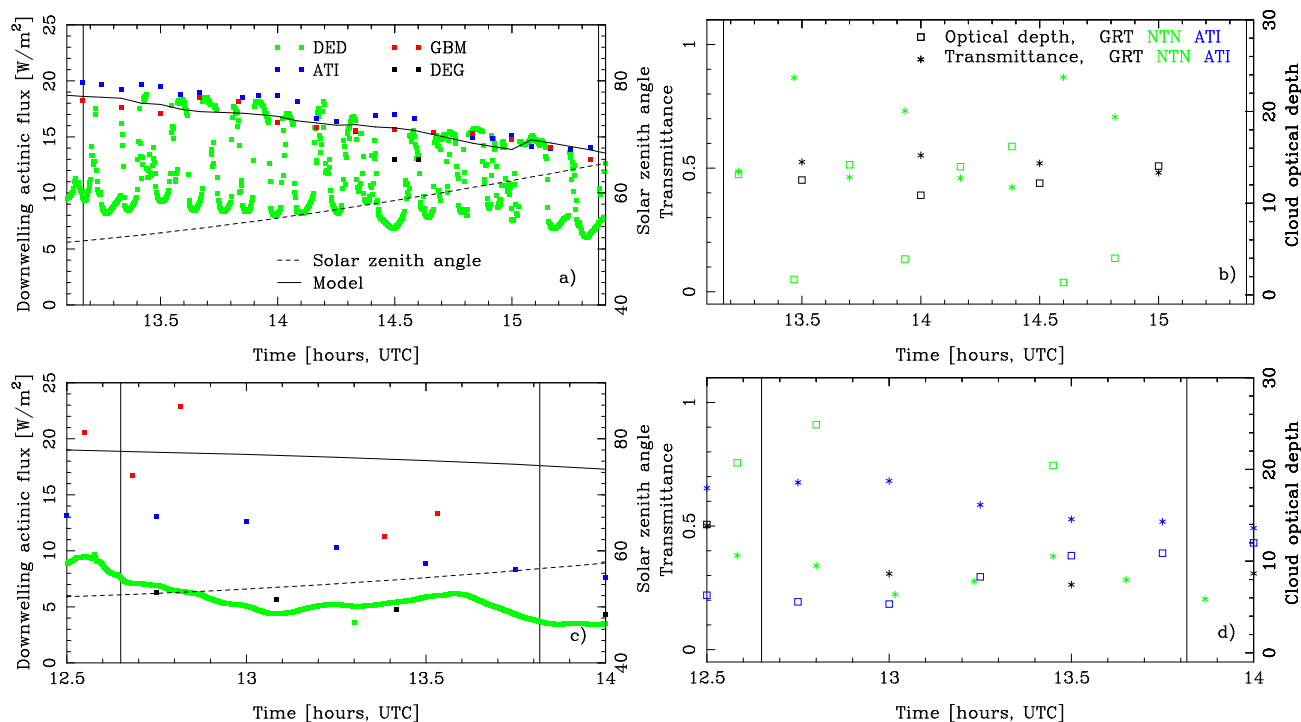 Downwelling actinic flux [W/m²]
25
20
15
10
5
0
DED GBM
ATI DEG
Solar zenith angle
Model
a)
80
60
40
Solar zenith angle
13.5 14 14.5 15
Time [hours, UTC]
Transmittance
1
0.5
0
Optical depth, GRT NTN ATI
Transmittance, GRT NTN ATI
b)
30
20
10
0
Cloud optical depth
13.5 14 14.5 15
Time [hours, UTC]
Downwelling actinic flux [W/m²]
25
20
15
10
5
0
c)
80
60
40
Solar zenith angle
12.5 13 13.5 14
Time [hours, UTC]
Transmittance
1
0.5
0
d)
30
20
10
0
Cloud optical depth
12.5 13 13.5 14
Time [hours, UTC]